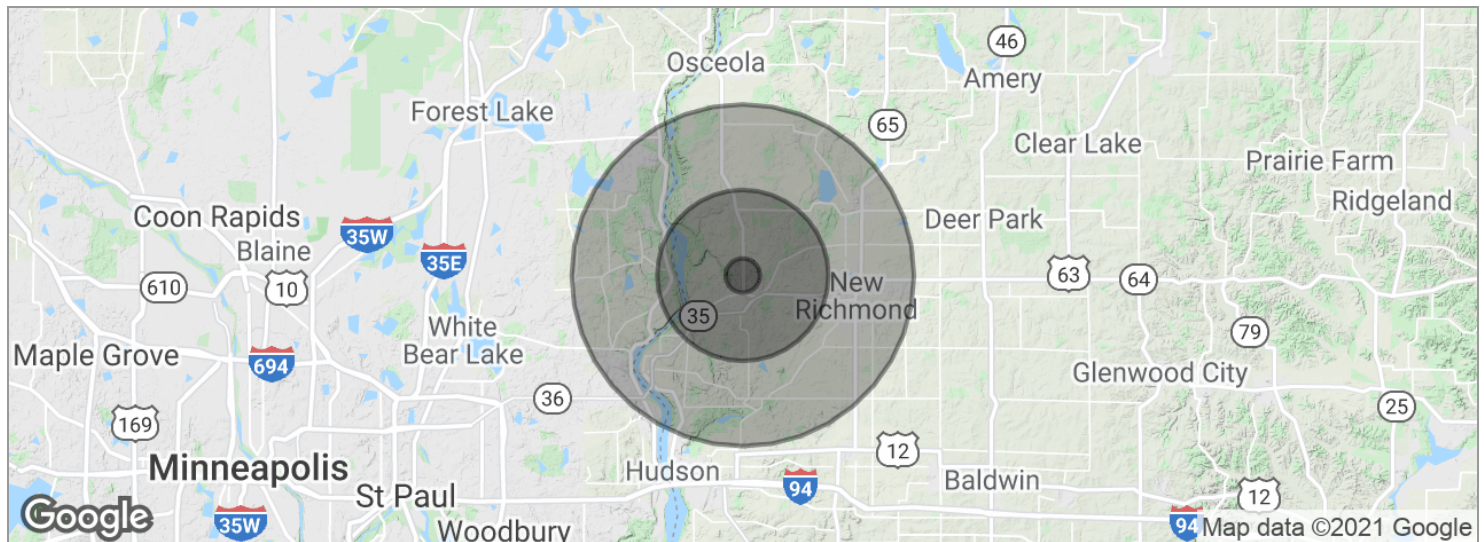 46
Osceola
Amery
Forest Lake
65
Clear Lake
Prairie Farm
Ridgeland
Coon Rapids
35W
Deer Park
Blaine
35E
63
64
610
10
New
Richmond
35
White
Bear Lake
79
Maple Grove
694
Glenwood City
36
25
169
12
Minneapolis
Hudson
94
Baldwin
St Paul
12
Google
35W
Woodbury
94
Map data ©2021 Google